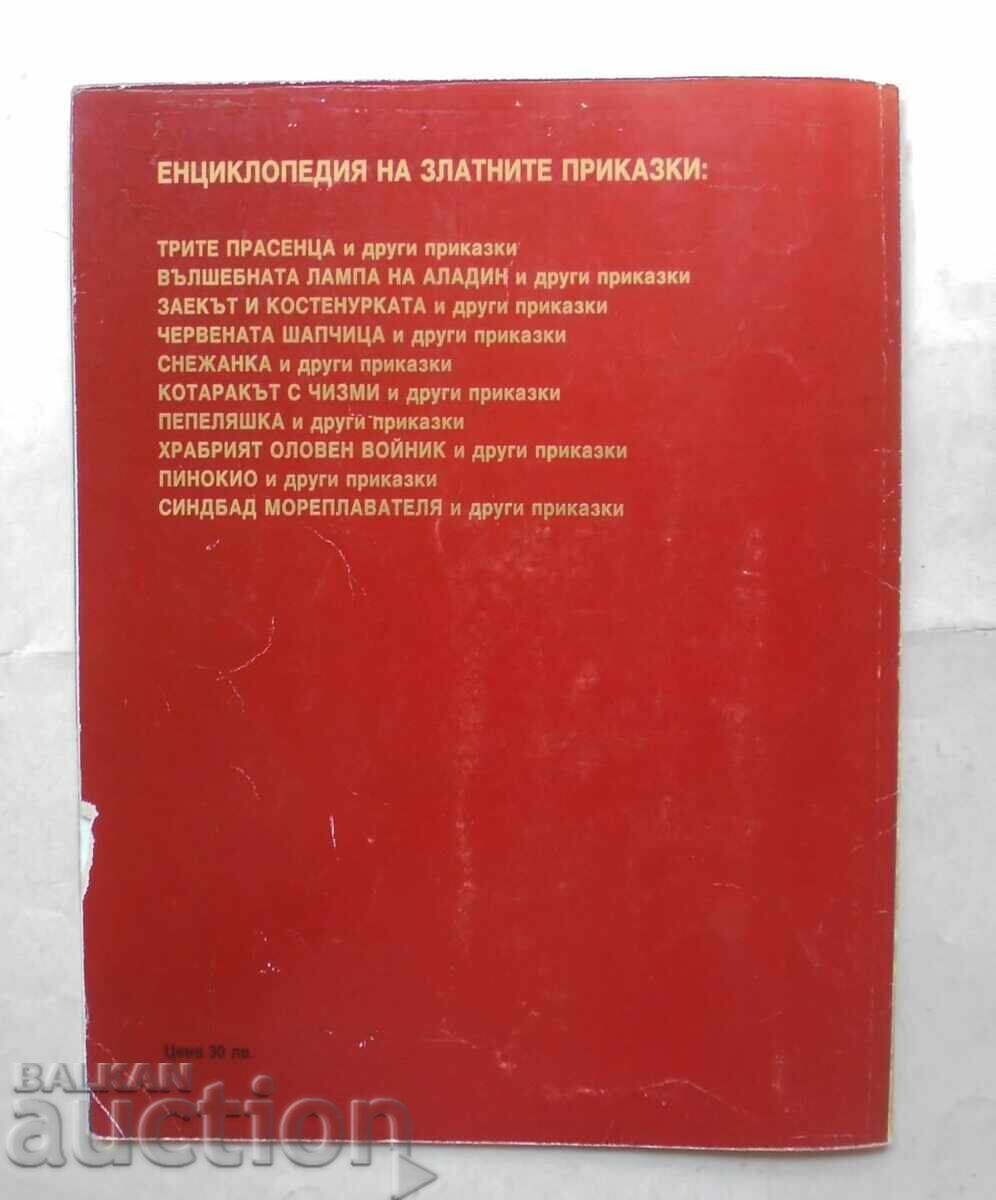 ЕНЦИКЛОПЕДИЯ НА ЗЛАТНИТЕ ПРИКАЗКИ:
ТРИТЕ ПРАСЕНЦА и други приказки
ВЪЛШЕБНАТА ЛАМПА НА АЛАДИН и други приказки
ЗАЕКЪТ И КОСТЕНУРКАТА и други приказки
ЧЕРВЕНАТА ШАПЧИЦА и други приказки
СНЕЖАНКА и други приказки
КОТАРАКЪТ С ЧИЗМИ и други приказки
ПЕПЕЛЯШКА и други приказки
ХРАБРИЯТ ОЛОВЕН ВОЙНИК и други приказки
ПИНОКИО и други приказки
СИНДБАД МОРЕПЛАВАТЕЛЯ и други приказки
Цена 30 лв.
BALKAN
auction